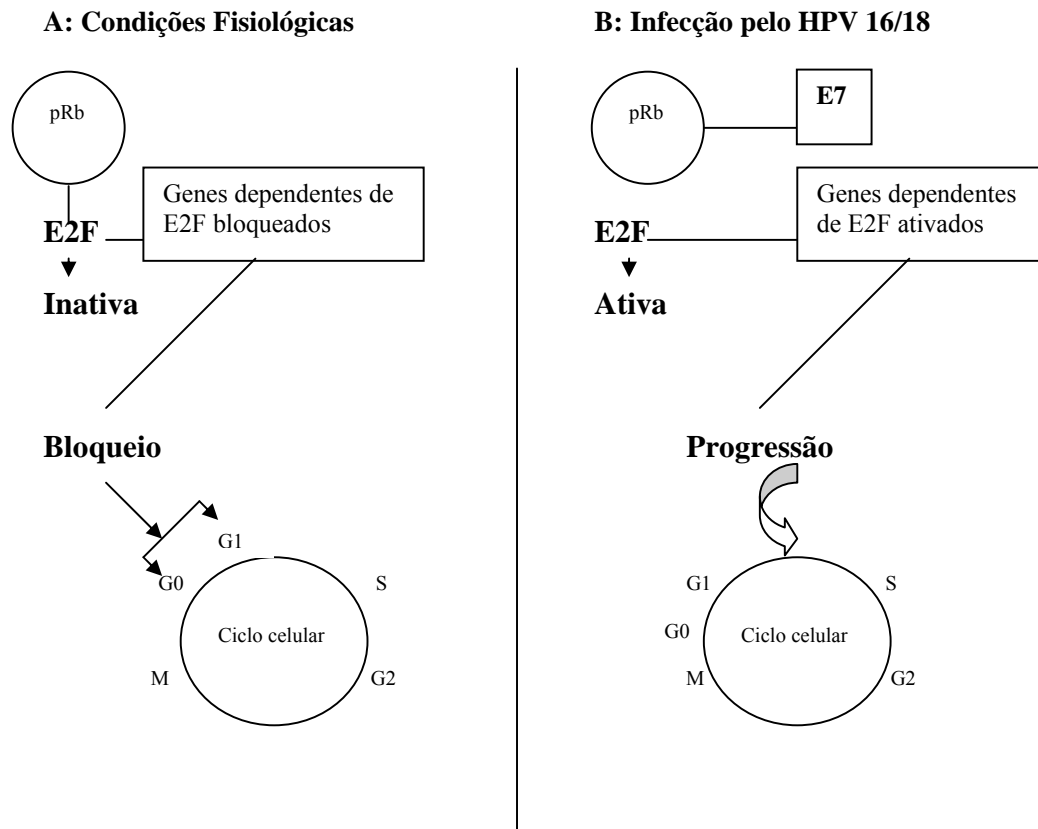 A: Condições Fisiológicas
pRb
Genes dependentes de
E2F bloqueados
E2F
Inativa
Bloqueio
G1
G0
S
Ciclo celular
M
G2
B: Infecção pelo HPV 16/18
pRb
E7
Genes dependentes
de E2F ativados
E2F
Ativa
Progressão
G1
S
G0
Ciclo celular
M
G2